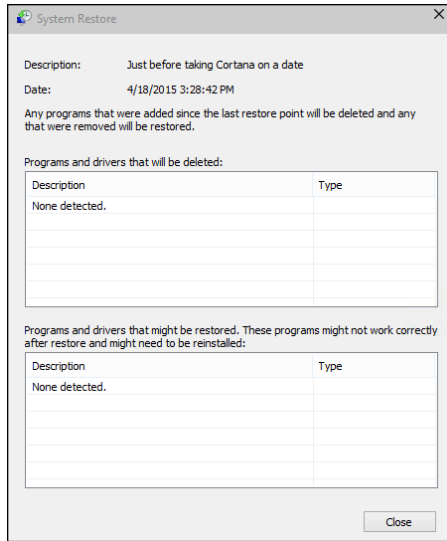 System Restore
Description: Just before taking Cortana on a date
Date: 4/18/2015 3:28:42 PM
Any programs that were added since the last restore point will be deleted and any
that were removed will be restored.
Programs and drivers that will be deleted:
Description Type
None detected.
Programs and drivers that might be restored. These programs might not work correctly
after restore and might need to be reinstalled:
Description Type
None detected.
Close